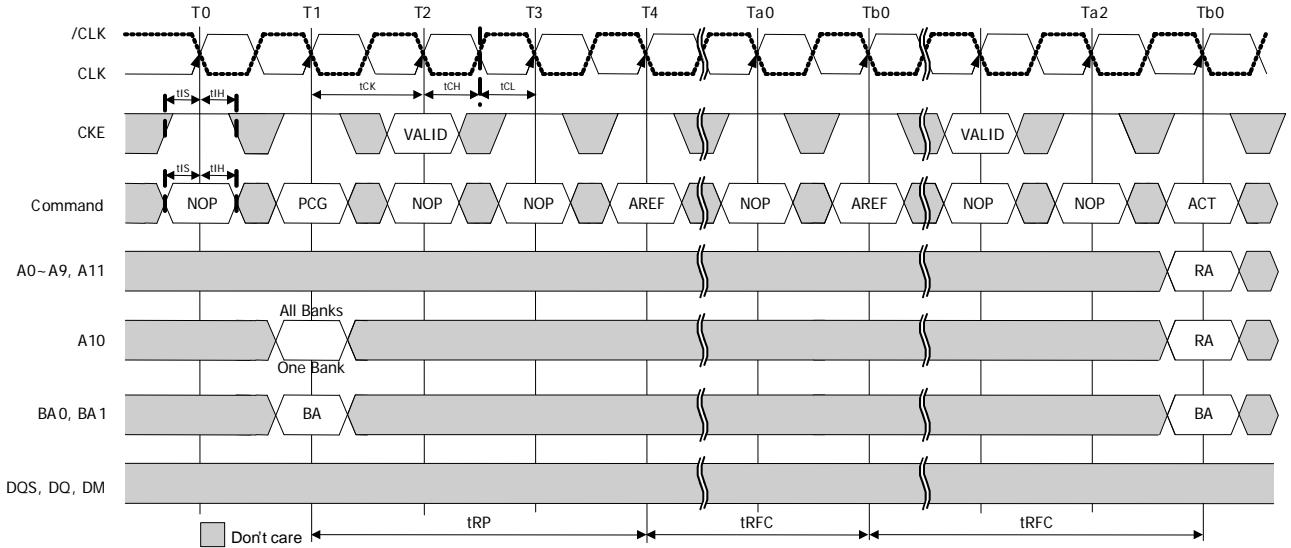 T0 T1 T2 T3 T4 Ta0 Tb0 Ta2 Tb0
/CLK
CLK
tCK tCH tCL
tIS tIH
CKE VALID VALID
tIS tIH
Command NOP PCG NOP NOP AREF NOP AREF NOP NOP ACT
A0~A9, A11 RA
All Banks
A10 RA
One Bank
BA0, BA1 BA BA
DQS, DQ, DM
tRP tRFC tRFC
Don't care